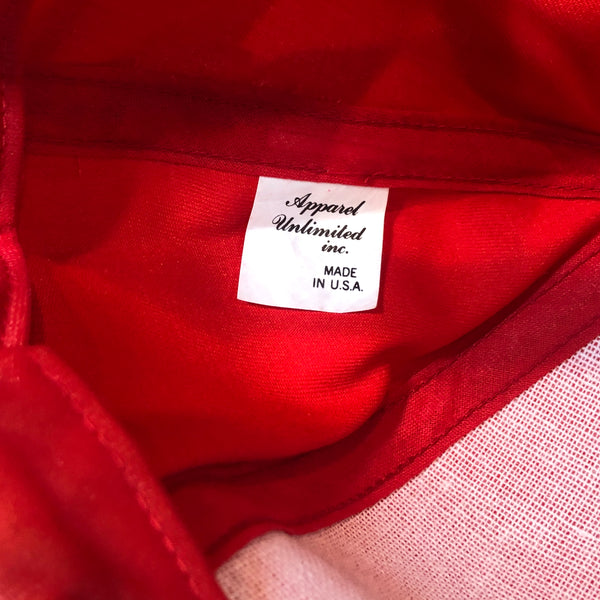 Apparel
Unlimited
inc.
MADE
IN U.S.A.